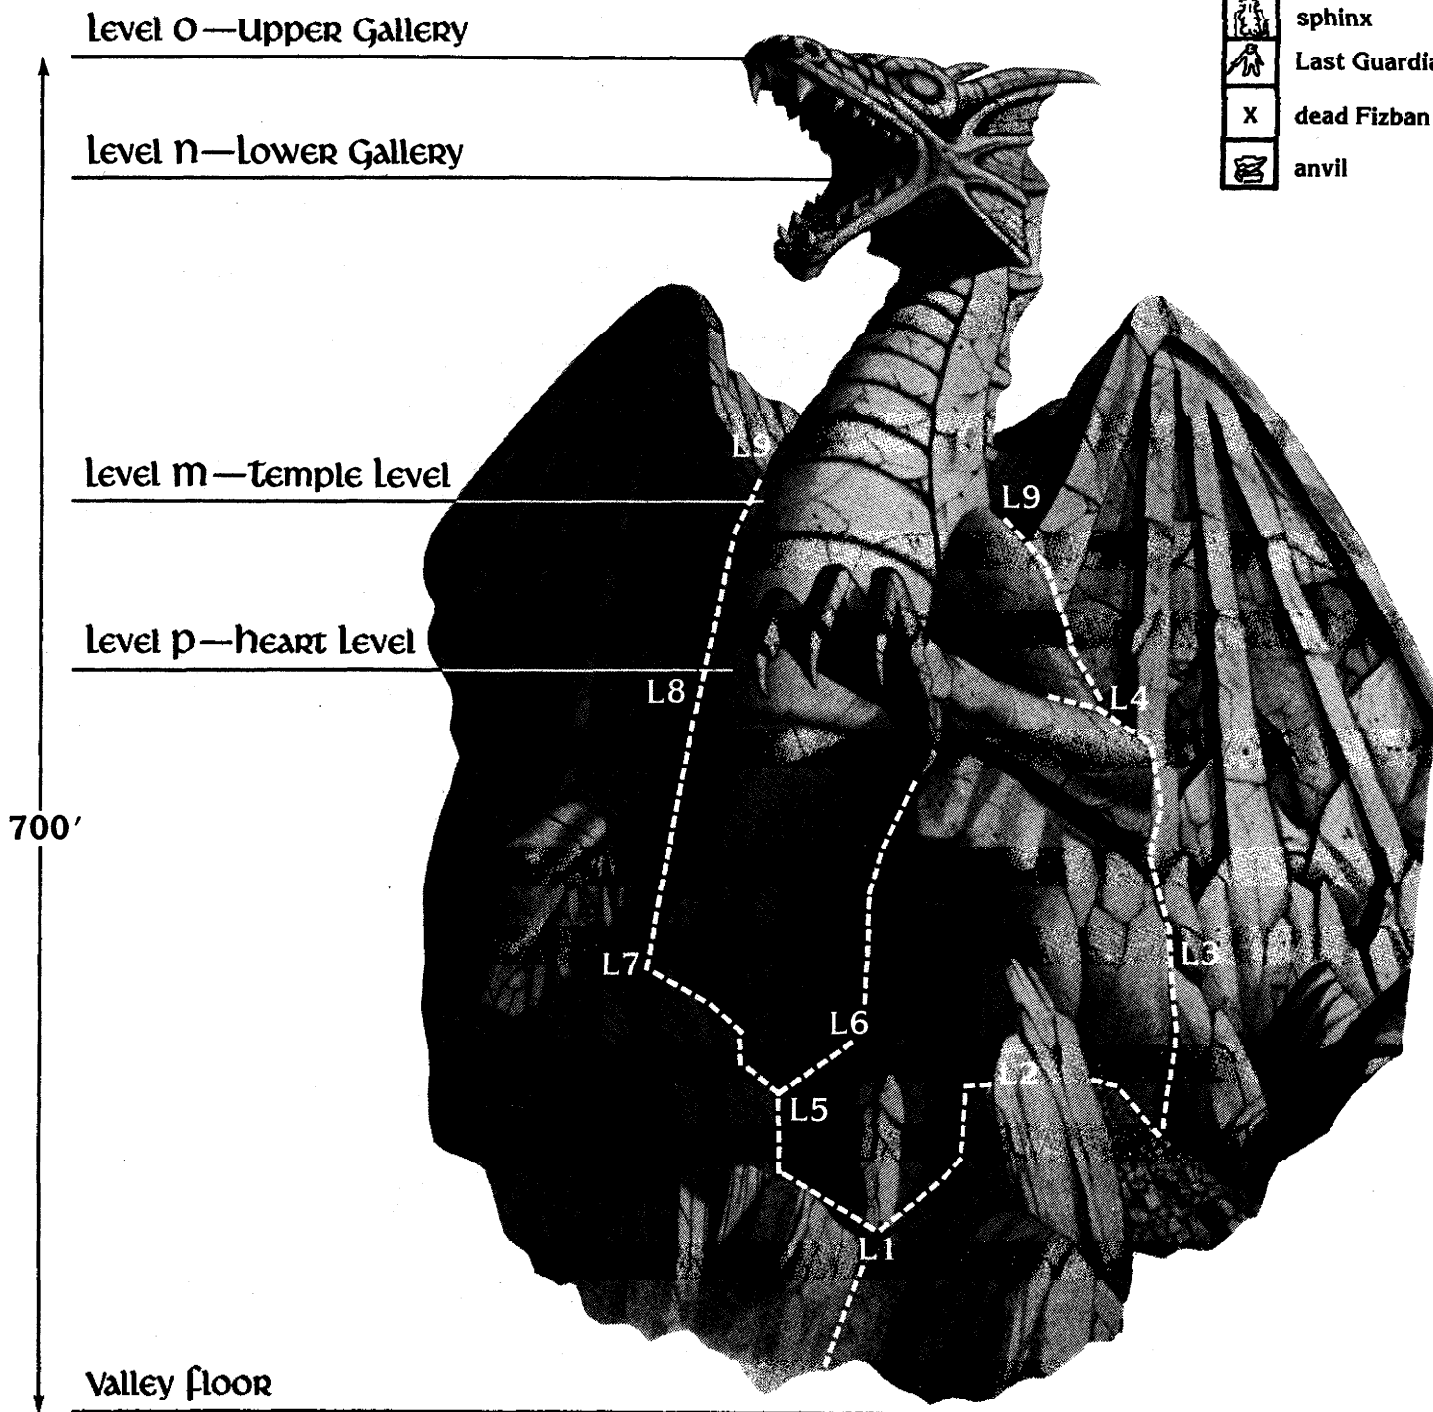 Level O—Upper Gallery
sphinx
Last Guardia
X
dead Fizban
anvil
Level N—Lower Gallery
L9
Level M—Temple Level
L9
Level P—Heart Level
L8
L4
700'
L7
L3
L6
L2
L5
L1
Valley Floor